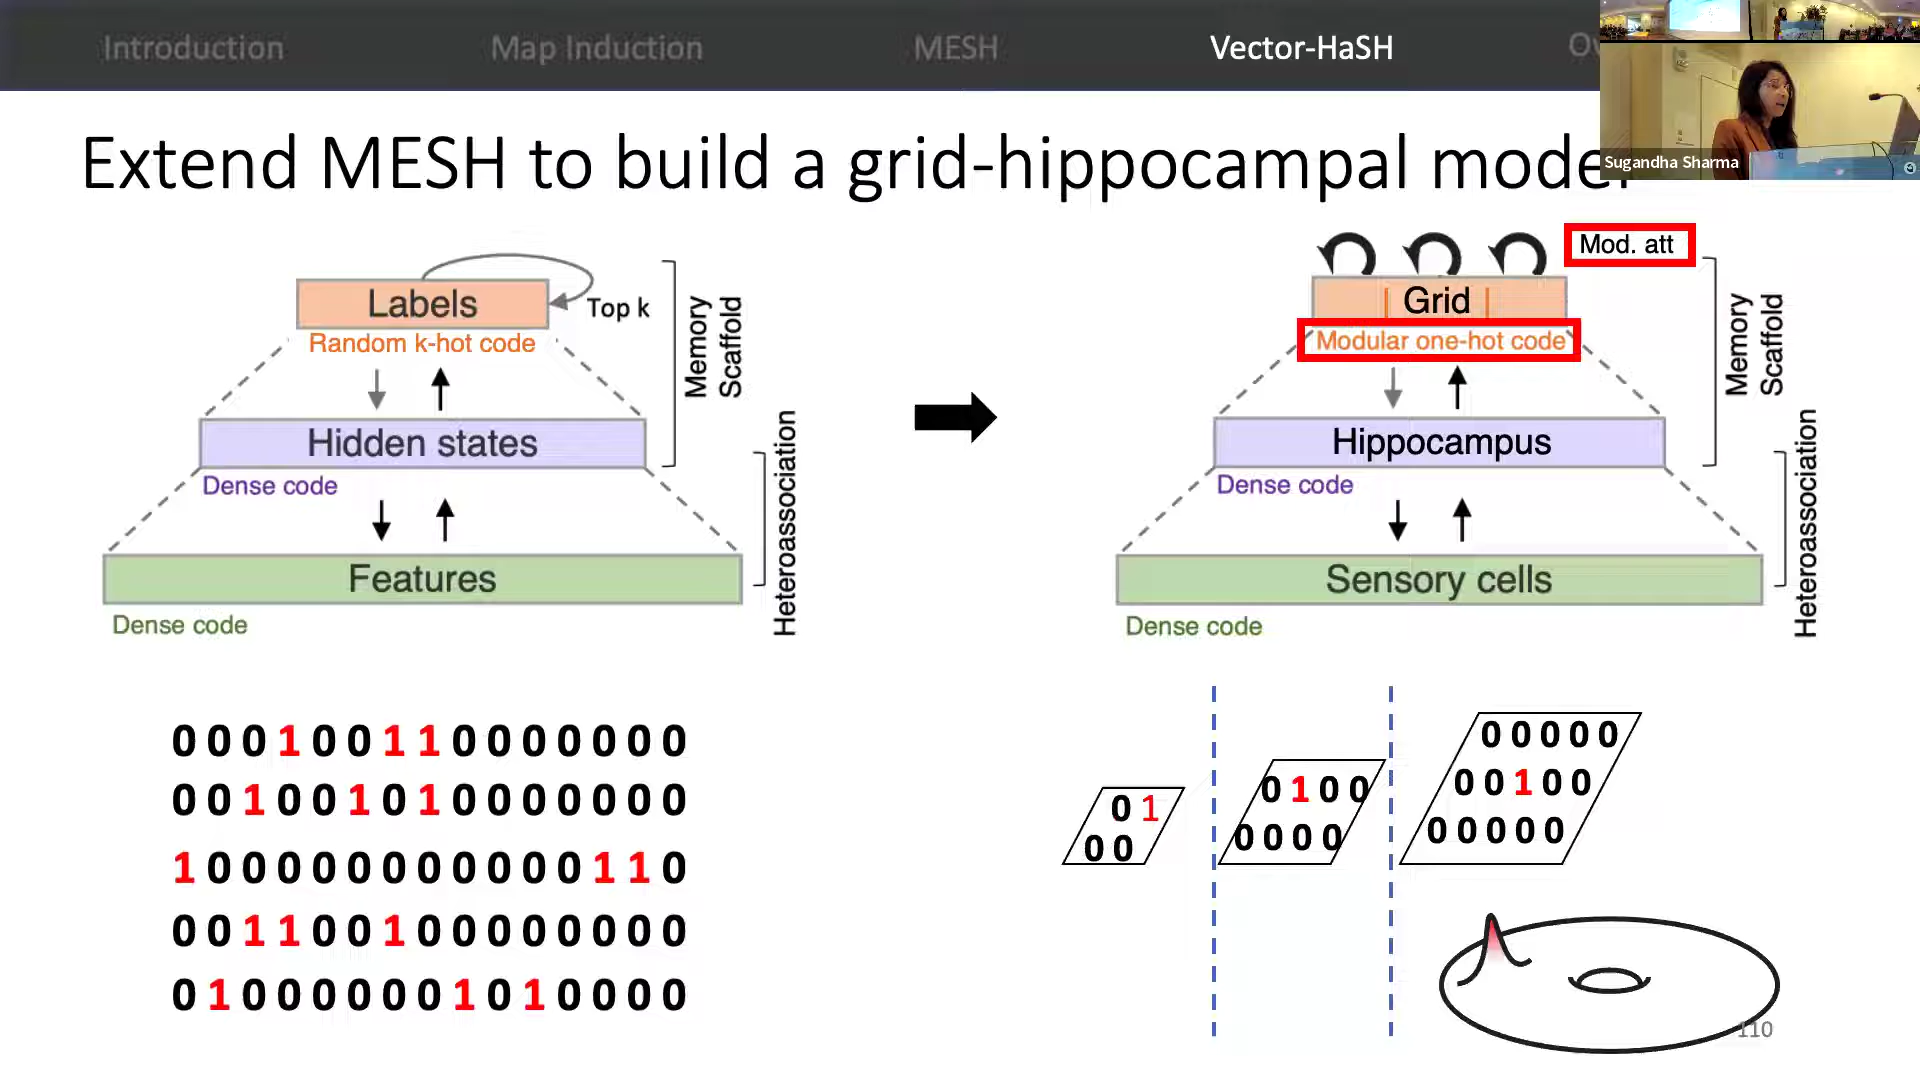 Introduction
Map Induction
MESH
Vector-HaSH
Sugandha Sharma
Extend MESH to build a grid-hippocampal
Labels
Top k
Random k-hot code
Memory
Scaffold
Hidden states
Dense code
Heteroassociation
Features
Dense code
Mod. att
Grid
Modular one-hot code
Memory
Scaffold
Hippocampus
Dense code
Heteroassociation
Sensory cells
Dense code
0 0 0 1 0 0 1 1 0 0 0 0 0 0 0
0 0 1 0 0 1 0 1 0 0 0 0 0 0 0
1 0 0 0 0 0 0 0 0 0 0 0 1 1 0
0 0 1 1 0 0 1 0 0 0 0 0 0 0 0
0 1 0 0 0 0 0 0 1 0 1 0 0 0 0
0 1
0 0
0 1 0 0
0 0 0 0
0 0 0 0 0
0 0 1 0 0
0 0 0 0 0
110